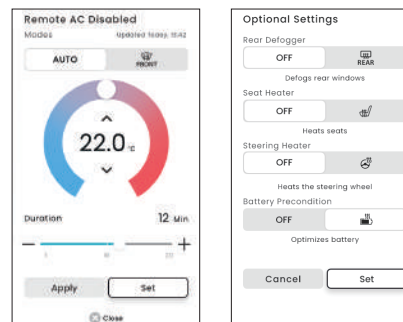 Remote AC Disabled
Modes Updated Today, 11:42
AUTO FRONT
22.0 °C
Duration 12 Min
Apply Set
Close
Optional Settings
Rear Defogger
OFF REAR
Defogs rear windows
Seat Heater
OFF
Heats seats
Steering Heater
OFF
Heats the steering wheel
Battery Precondition
OFF
Optimizes battery
Cancel Set